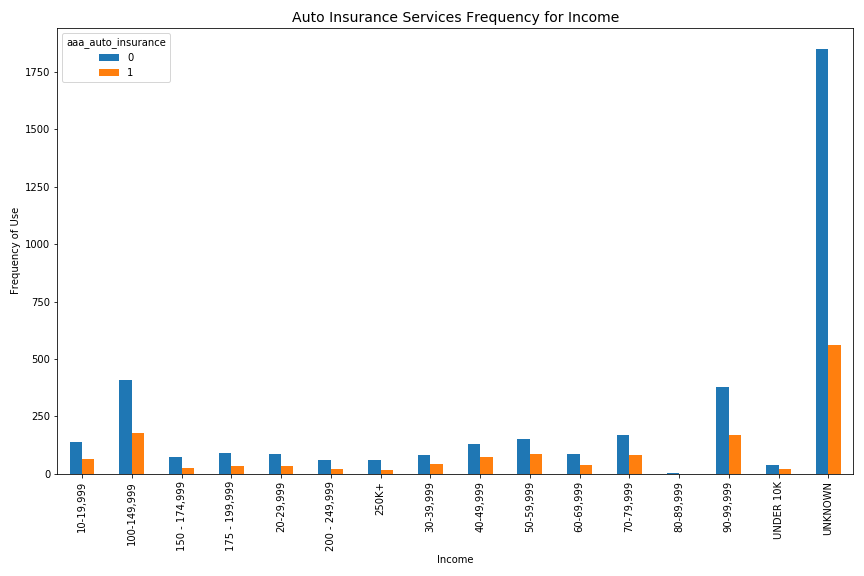 Auto Insurance Services Frequency for Income
aaa_auto_insurance
0
1
Frequency of Use
1750
1500
1250
1000
750
500
250
0
10-19,999
100-149,999
150 - 174,999
175 - 199,999
20-29,999
200 - 249,999
250K+
30-39,999
40-49,999
50-59,999
60-69,999
70-79,999
80-89,999
90-99,999
UNDER 10K
UNKNOWN
Income